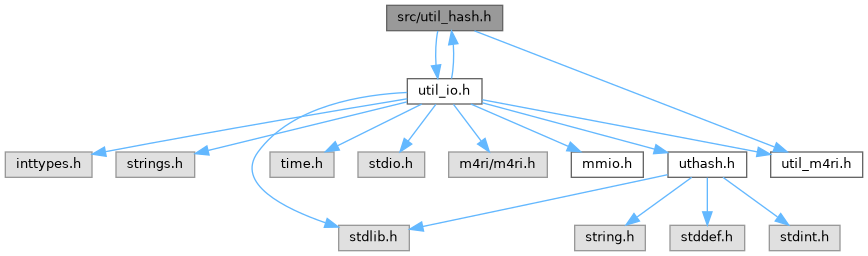 src/util_hash.h
util_io.h
inttypes.h
strings.h
time.h
stdio.h
m4ri/m4ri.h
mmio.h
uthash.h
util_m4ri.h
stdlib.h
string.h
stddef.h
stdint.h